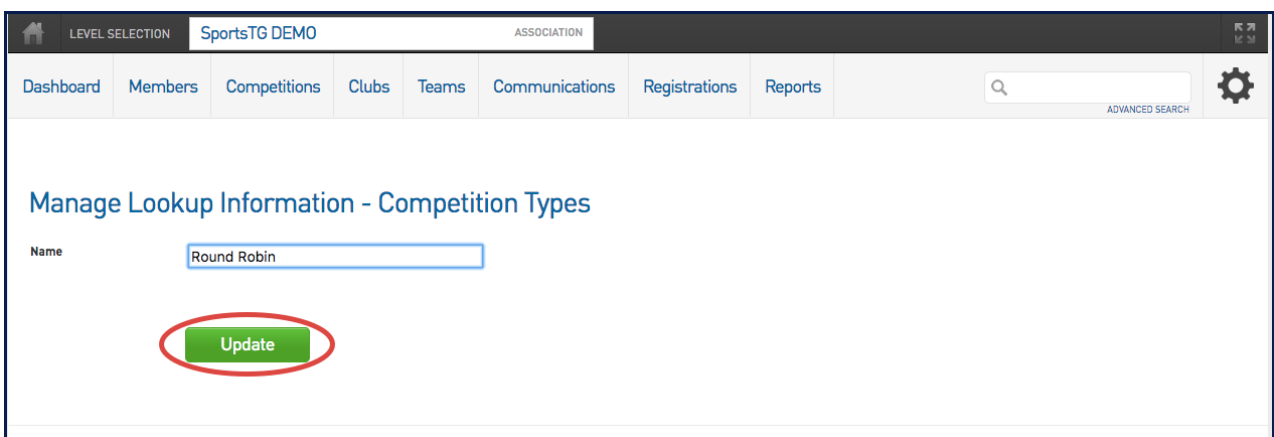 LEVEL SELECTION SportsTG DEMO ASSOCIATION
Dashboard Members Competitions Clubs Teams Communications Registrations Reports
ADVANCED SEARCH
Manage Lookup Information - Competition Types
Name Round Robin
Update